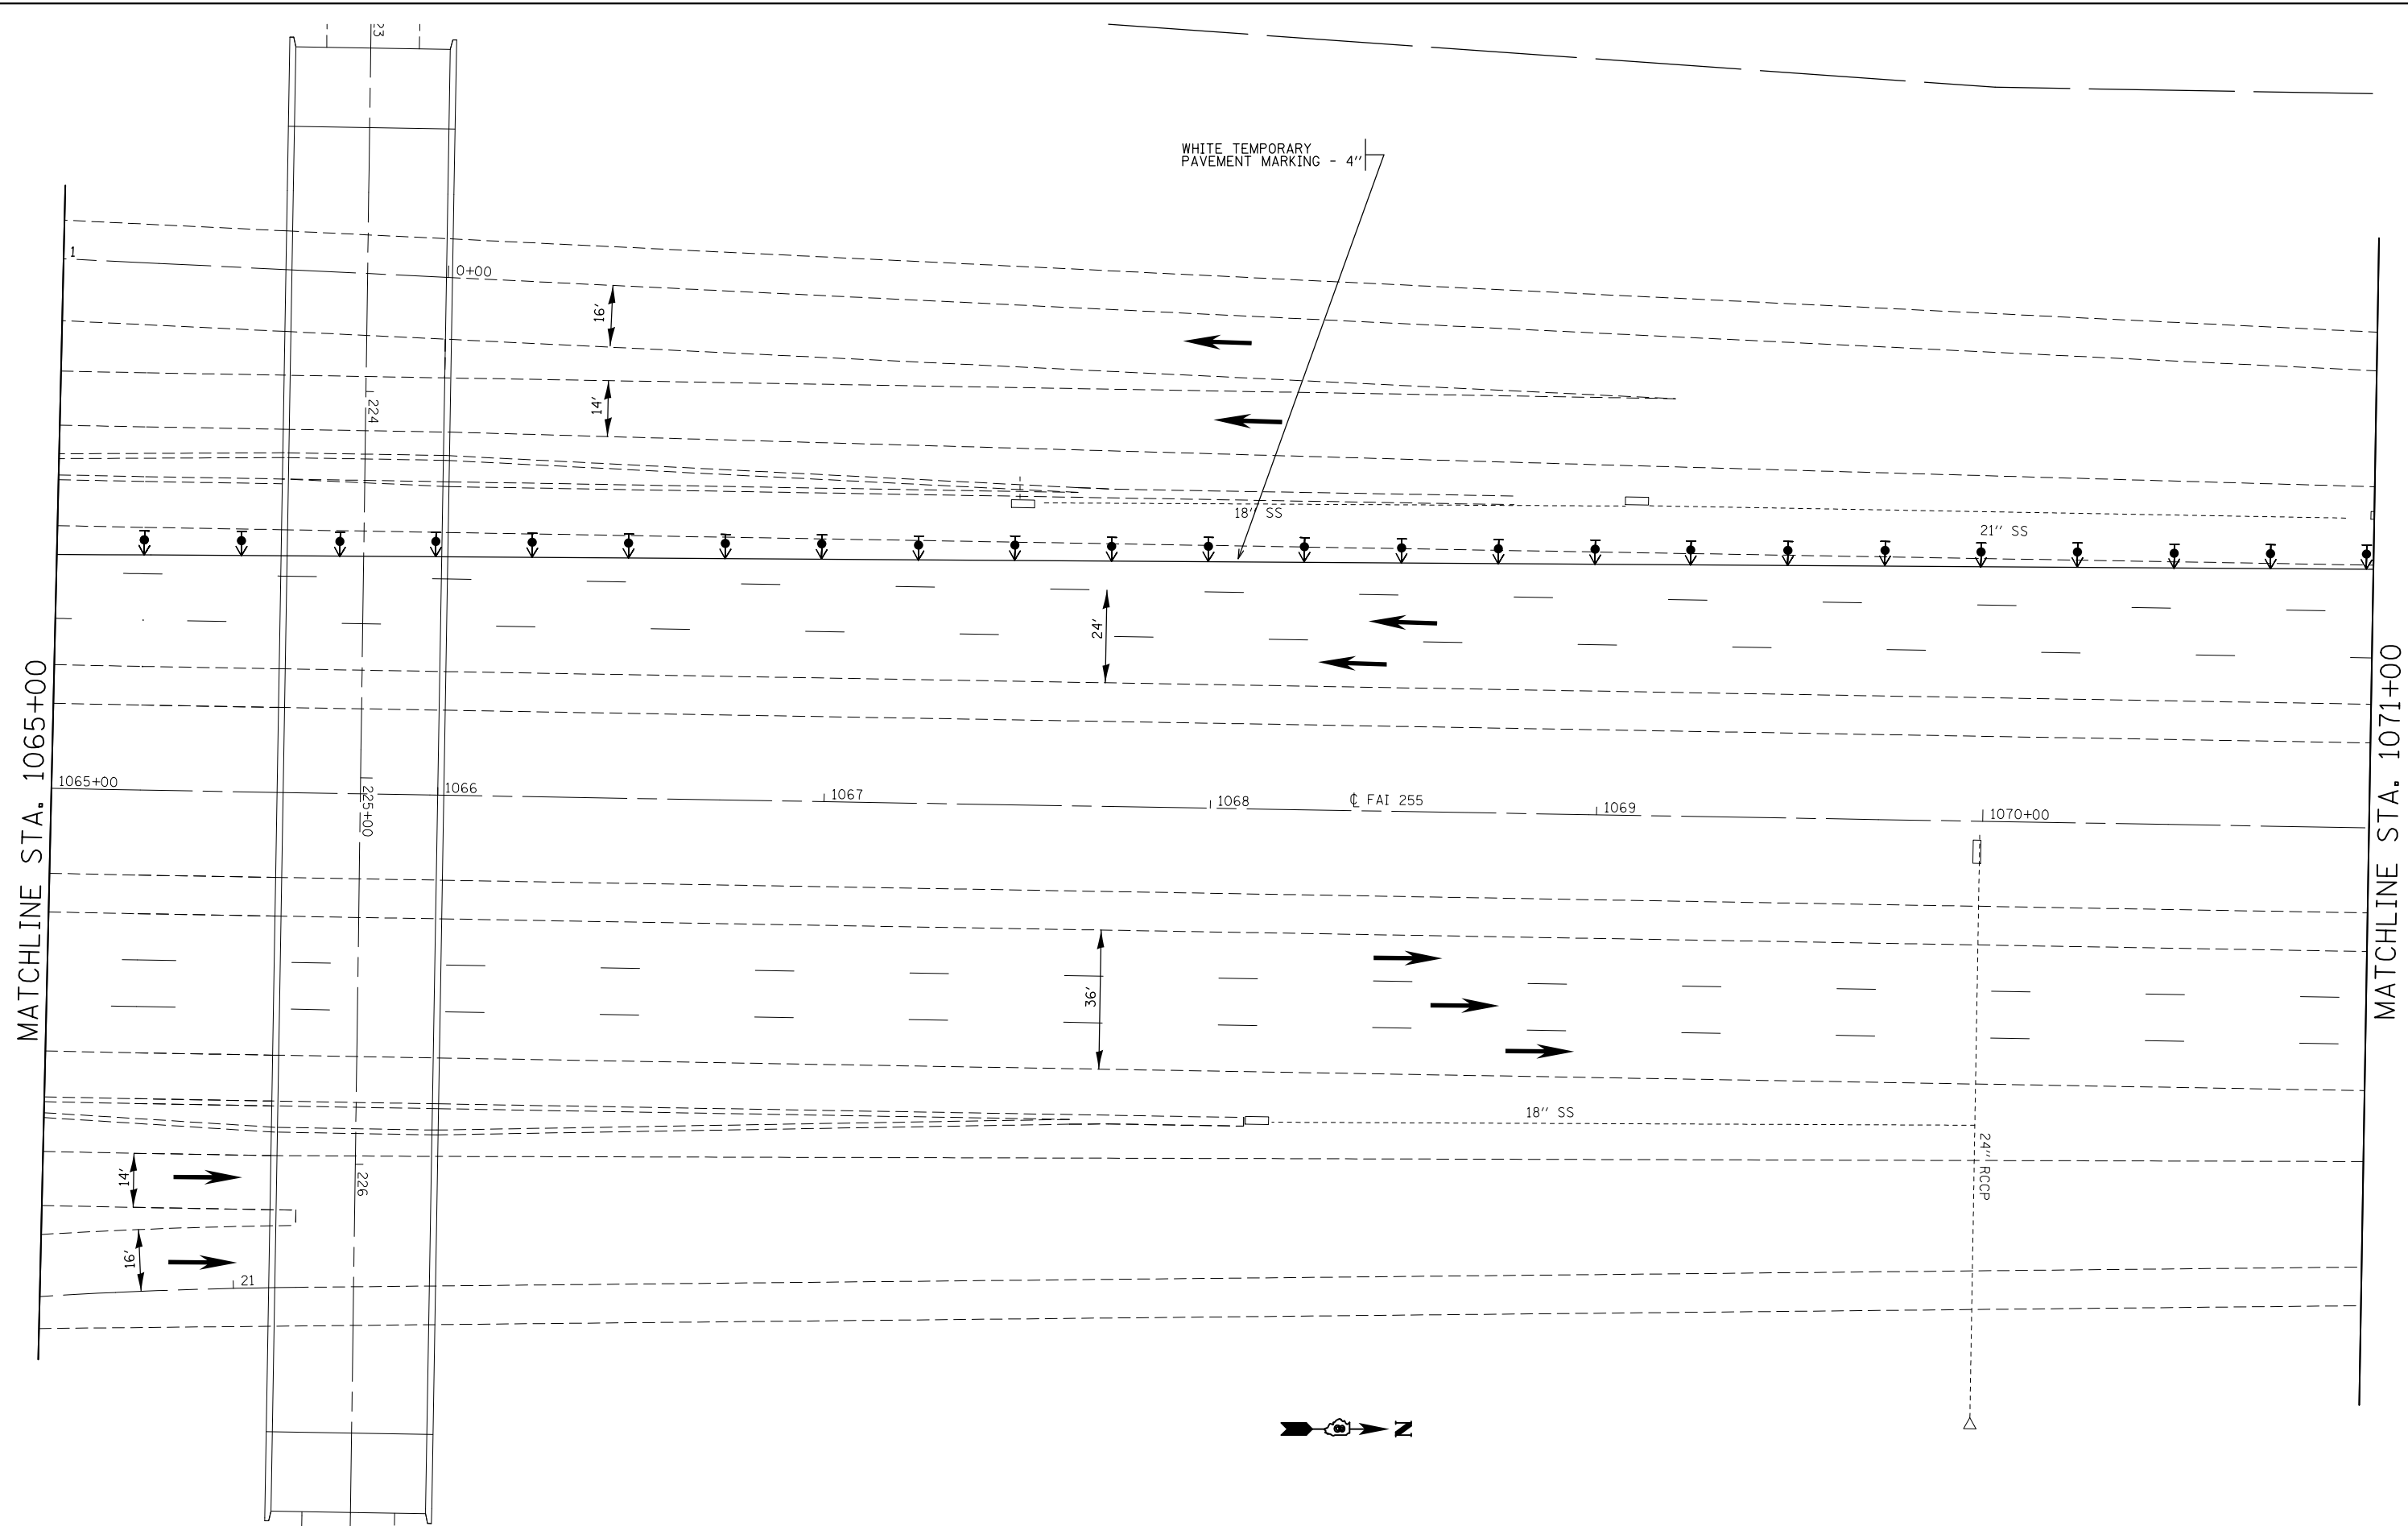 23
WHITE TEMPORARY
PAVEMENT MARKING - 4"
1
0+00
16'
14'
224
18" SS
21" SS
24'
MATCHLINE STA. 1065+00
MATCHLINE STA. 1071+00
1065+00
225+00
1066
1067
1068
℄ FAI 255
1069
1070+00
36'
18" SS
24" RCCP
14'
226
16'
21
N